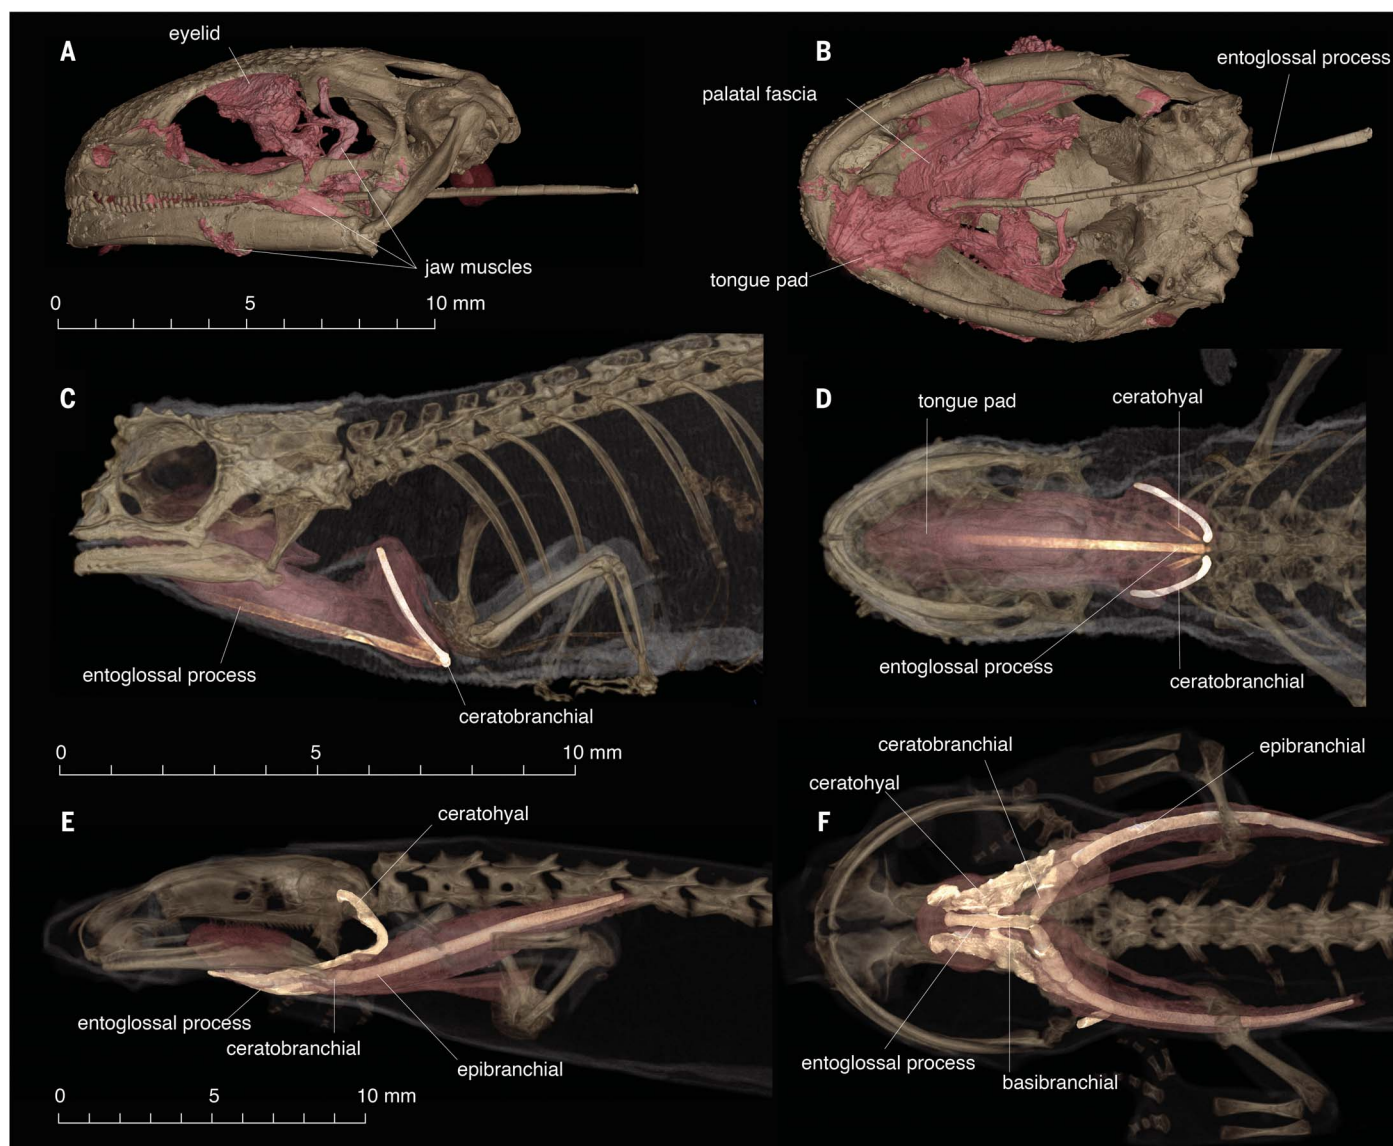 A
eyelid
jaw muscles
0 5 10 mm
B
entoglossal process
palatal fascia
tongue pad
C
entoglossal process
ceratobranchial
0 5 10 mm
D
tongue pad
ceratohyal
entoglossal process
ceratobranchial
E
ceratohyal
entoglossal process
ceratobranchial
epibranchial
0 5 10 mm
F
ceratobranchial
epibranchial
ceratohyal
entoglossal process
basibranchial